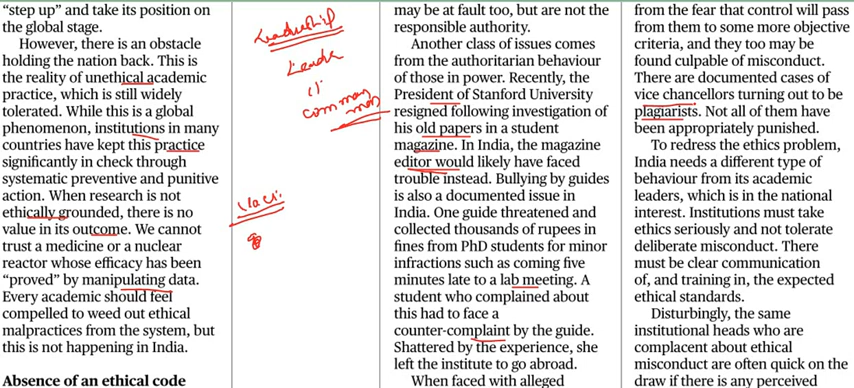 “step up” and take its position on
the global stage.
However, there is an obstacle
holding the nation back. This is
the reality of unethical academic
practice, which is still widely
tolerated. While this is a global
phenomenon, institutions in many
countries have kept this practice
significantly in check through
systematic preventive and punitive
action. When research is not
ethically grounded, there is no
value in its outcome. We cannot
trust a medicine or a nuclear
reactor whose efficacy has been
“proved” by manipulating data.
Every academic should feel
compelled to weed out ethical
malpractices from the system, but
this is not happening in India.
Absence of an ethical code
Leadership
Leader
common
man
may be at fault too, but are not the
responsible authority.
Another class of issues comes
from the authoritarian behaviour
of those in power. Recently, the
President of Stanford University
resigned following investigation of
his old papers in a student
magazine. In India, the magazine
editor would likely have faced
trouble instead. Bullying by guides
is also a documented issue in
India. One guide threatened and
collected thousands of rupees in
fines from PhD students for minor
infractions such as coming five
minutes late to a lab meeting. A
student who complained about
this had to face a
counter-complaint by the guide.
Shattered by the experience, she
left the institute to go abroad.
When faced with alleged
from the fear that control will pass
from them to some more objective
criteria, and they too may be
found culpable of misconduct.
There are documented cases of
vice chancellors turning out to be
plagiarists. Not all of them have
been appropriately punished.
To redress the ethics problem,
India needs a different type of
behaviour from its academic
leaders, which is in the national
interest. Institutions must take
ethics seriously and not tolerate
deliberate misconduct. There
must be clear communication
of, and training in, the expected
ethical standards.
Disturbingly, the same
institutional heads who are
complacent about ethical
misconduct are often quick on the
draw if there is any perceived